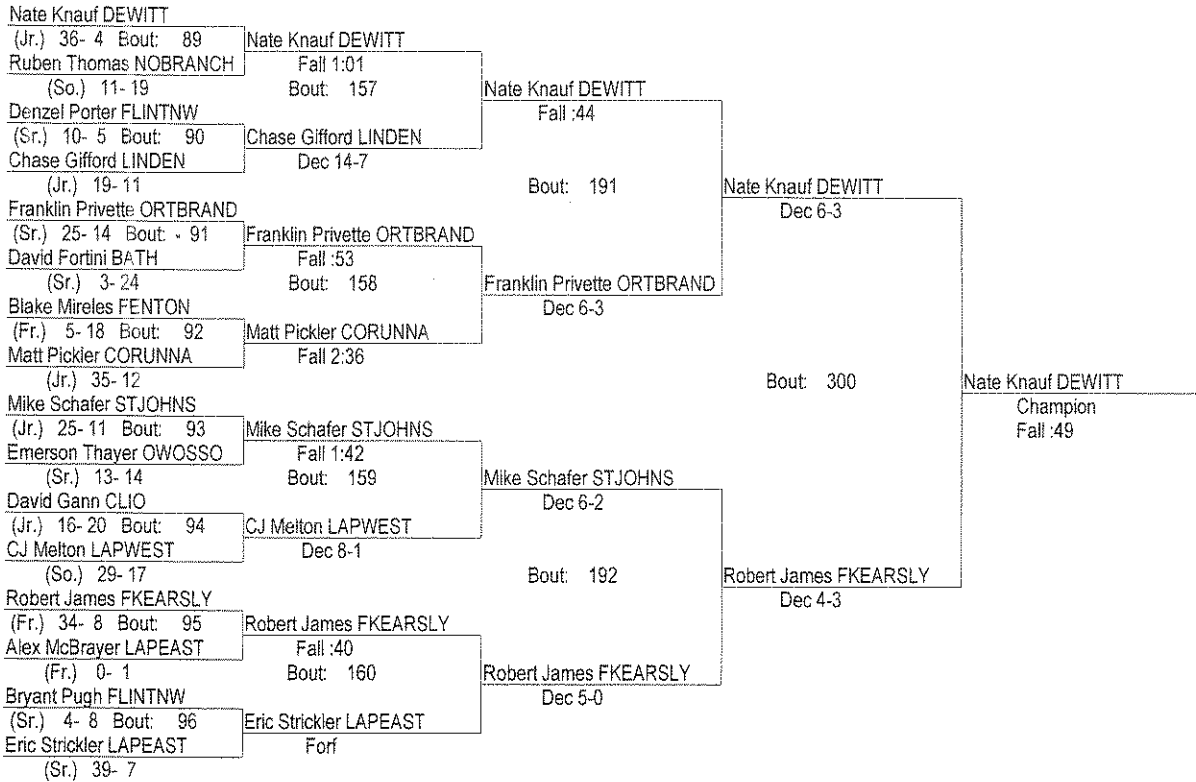 Nate Knauf DEWITT
(Jr.) 36- 4 Bout: 89
Ruben Thomas NOBRANCH
(So.) 11- 19
Denzel Porter FLINTNW
(Sr.) 10- 5 Bout: 90
Chase Gifford LINDEN
(Jr.) 19- 11
Franklin Privette ORTBRAND
(Sr.) 25- 14 Bout: 91
David Fortini BATH
(Sr.) 3- 24
Blake Mireles FENTON
(Fr.) 5- 18 Bout: 92
Matt Pickler CORUNNA
(Jr.) 35- 12
Mike Schafer STJOHNS
(Jr.) 25- 11 Bout: 93
Emerson Thayer OWOSSO
(Sr.) 13- 14
David Gann CLIO
(Jr.) 16- 20 Bout: 94
CJ Melton LAPWEST
(So.) 29- 17
Robert James FKEARSLY
(Fr.) 34- 8 Bout: 95
Alex McBrayer LAPEAST
(Fr.) 0- 1
Bryant Pugh FLINTNW
(Sr.) 4- 8 Bout: 96
Eric Strickler LAPEAST
(Sr.) 39- 7
Nate Knauf DEWITT
Fall 1:01
Bout: 157
Chase Gifford LINDEN
Dec 14-7
Franklin Privette ORTBRAND
Fall :53
Bout: 158
Matt Pickler CORUNNA
Fall 2:36
Mike Schafer STJOHNS
Fall 1:42
Bout: 159
CJ Melton LAPWEST
Dec 8-1
Robert James FKEARSLY
Fall :40
Bout: 160
Eric Strickler LAPEAST
Forf
Nate Knauf DEWITT
Fall :44
Bout: 191
Franklin Privette ORTBRAND
Dec 6-3
Mike Schafer STJOHNS
Dec 6-2
Bout: 192
Robert James FKEARSLY
Dec 5-0
Nate Knauf DEWITT
Dec 6-3
Bout: 300
Robert James FKEARSLY
Dec 4-3
Nate Knauf DEWITT
Champion
Fall :49